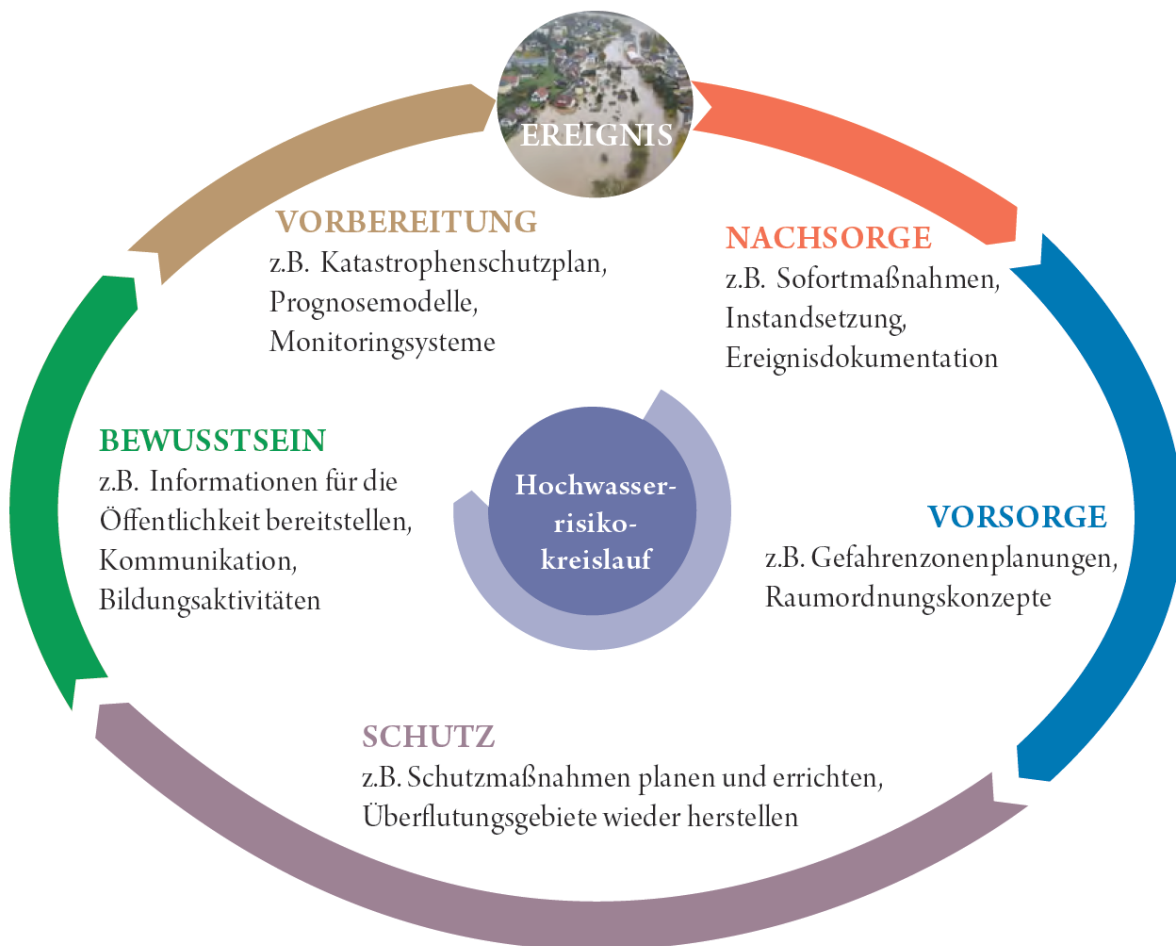 EREIGNIS
NACHSORGE
z.B. Sofortmaßnahmen,
Instandsetzung,
Ereignisdokumentation
VORSORGE
z.B. Gefahrenzonenplanungen,
Raumordnungskonzepte
SCHUTZ
z.B. Schutzmaßnahmen planen und errichten,
Überflutungsgebiete wieder herstellen
BEWUSSTSEIN
z.B. Informationen für die
Öffentlichkeit bereitstellen,
Kommunikation,
Bildungsaktivitäten
VORBEREITUNG
z.B. Katastrophenschutzplan,
Prognosemodelle,
Monitoringsysteme
Hochwasser-
risiko-
kreislauf